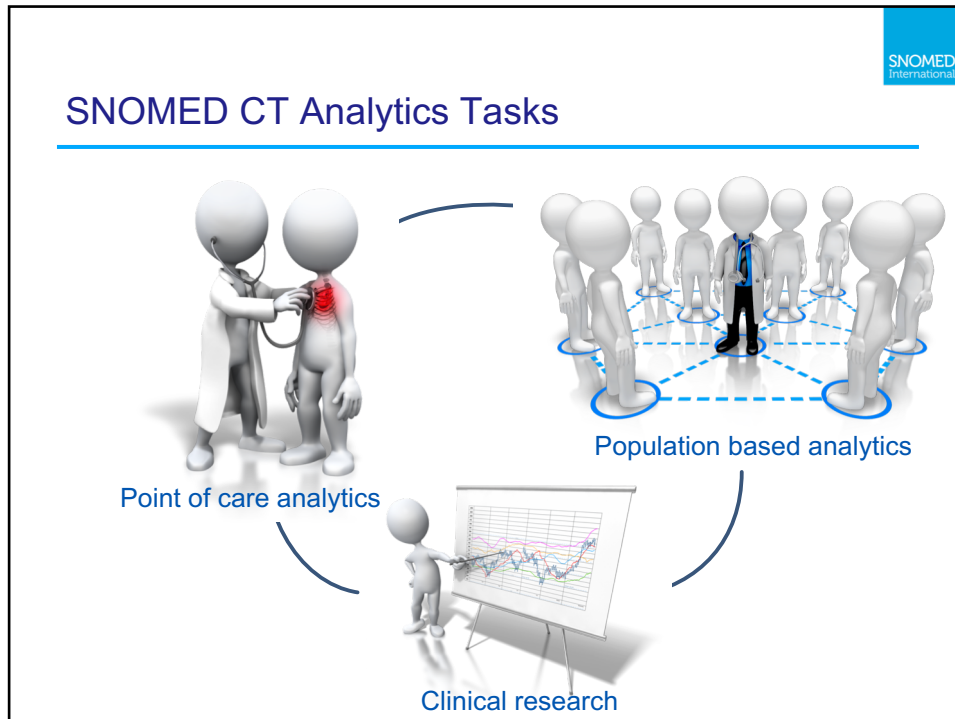 SNOMED
International
SNOMED CT Analytics Tasks
Population based analytics
Point of care analytics
Clinical research